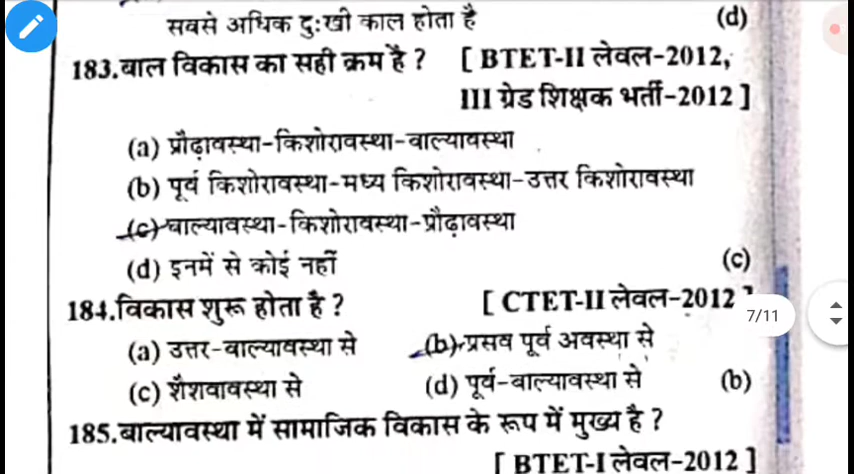 सबसे अधिक दुःखी काल होता है (d)
183.बाल विकास का सही क्रम है ? [ BTET-II लेवल-2012,
III ग्रेड शिक्षक भर्ती-2012 ]
(a) प्रौढ़ावस्था-किशोरावस्था-बाल्यावस्था
(b) पूर्व किशोरावस्था-मध्य किशोरावस्था-उत्तर किशोरावस्था
(c) बाल्यावस्था-किशोरावस्था-प्रौढ़ावस्था
(d) इनमें से कोई नहीं (c)
184.विकास शुरू होता है ? [ CTET-II लेवल-2012 ]
7/11
(a) उत्तर-बाल्यावस्था से (b) प्रसव पूर्व अवस्था से
(c) शैशवावस्था से (d) पूर्व-बाल्यावस्था से (b)
185.बाल्यावस्था में सामाजिक विकास के रूप में मुख्य है ?
[ BTET-I लेवल-2012 ]